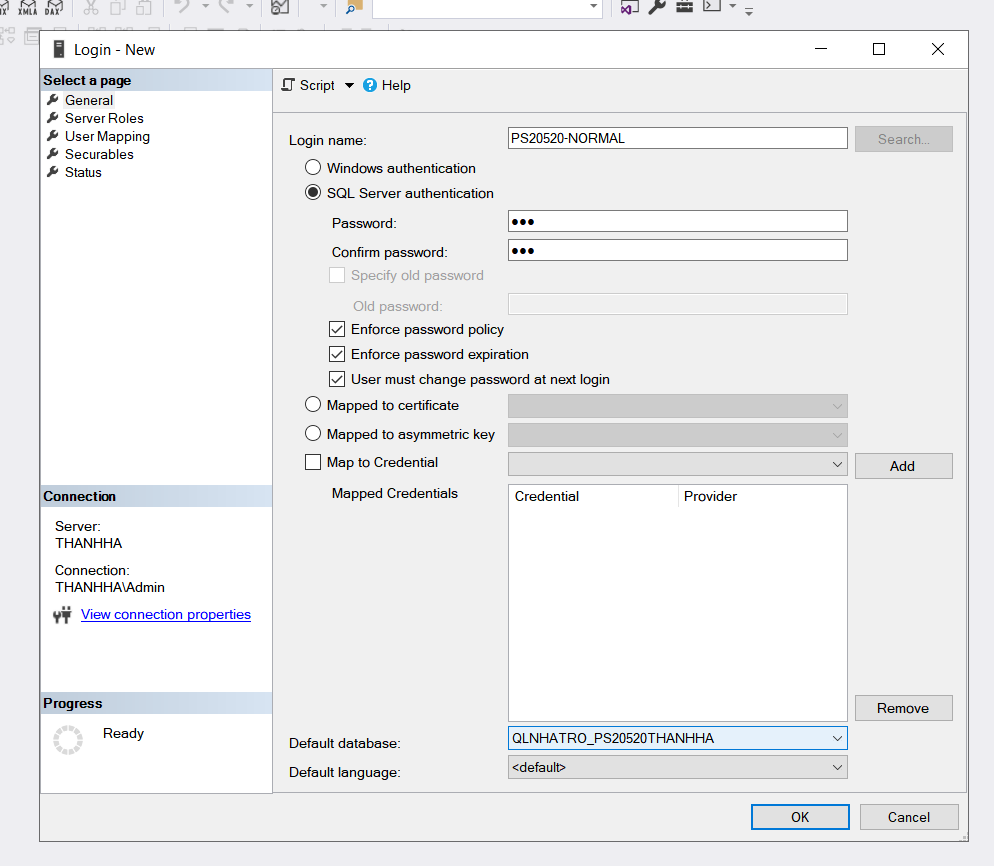 XMLA
DAX
Login - New
Select a page
General
Server Roles
User Mapping
Securables
Status
Script
Help
Login name:
PS20520-NORMAL
Search...
Windows authentication
SQL Server authentication
Password:
●●●
Confirm password:
●●●
Specify old password
Old password:
Enforce password policy
Enforce password expiration
User must change password at next login
Mapped to certificate
Mapped to asymmetric key
Map to Credential
Add
Mapped Credentials
Credential
Provider
Remove
Default database:
QLNHATRO_PS20520THANHHA
Default language:
<default>
Connection
Server:
THANHHA
Connection:
THANHHA\Admin
View connection properties
Progress
Ready
OK
Cancel